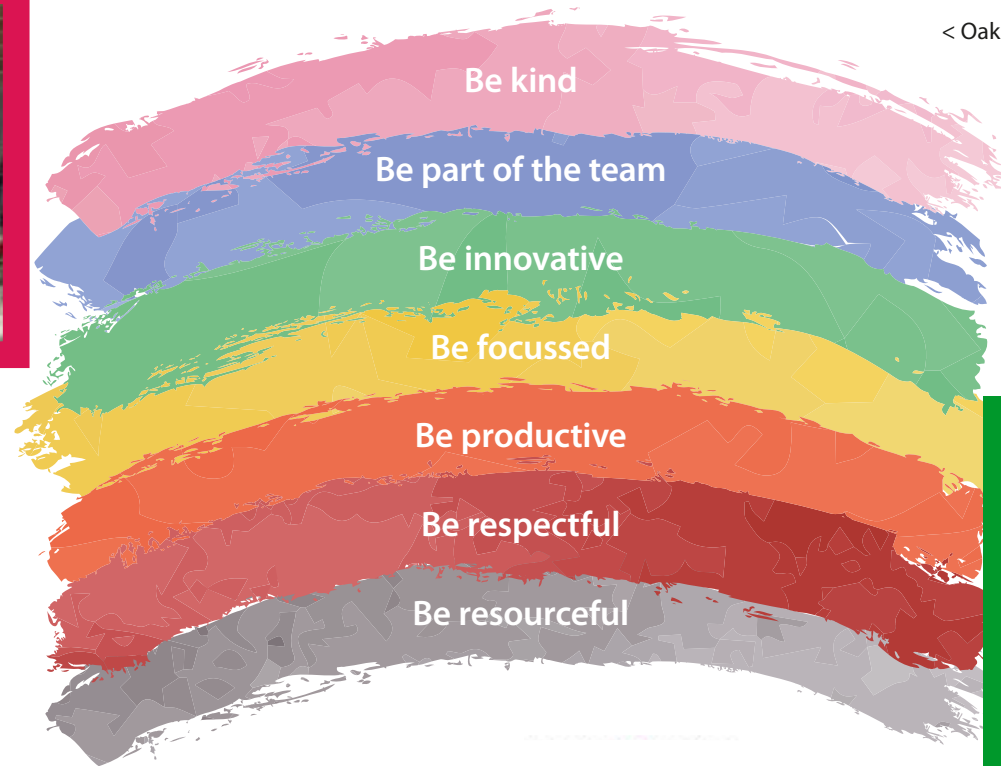 < Oak
Be kind
Be part of the team
Be innovative
Be focussed
Be productive
Be respectful
Be resourceful